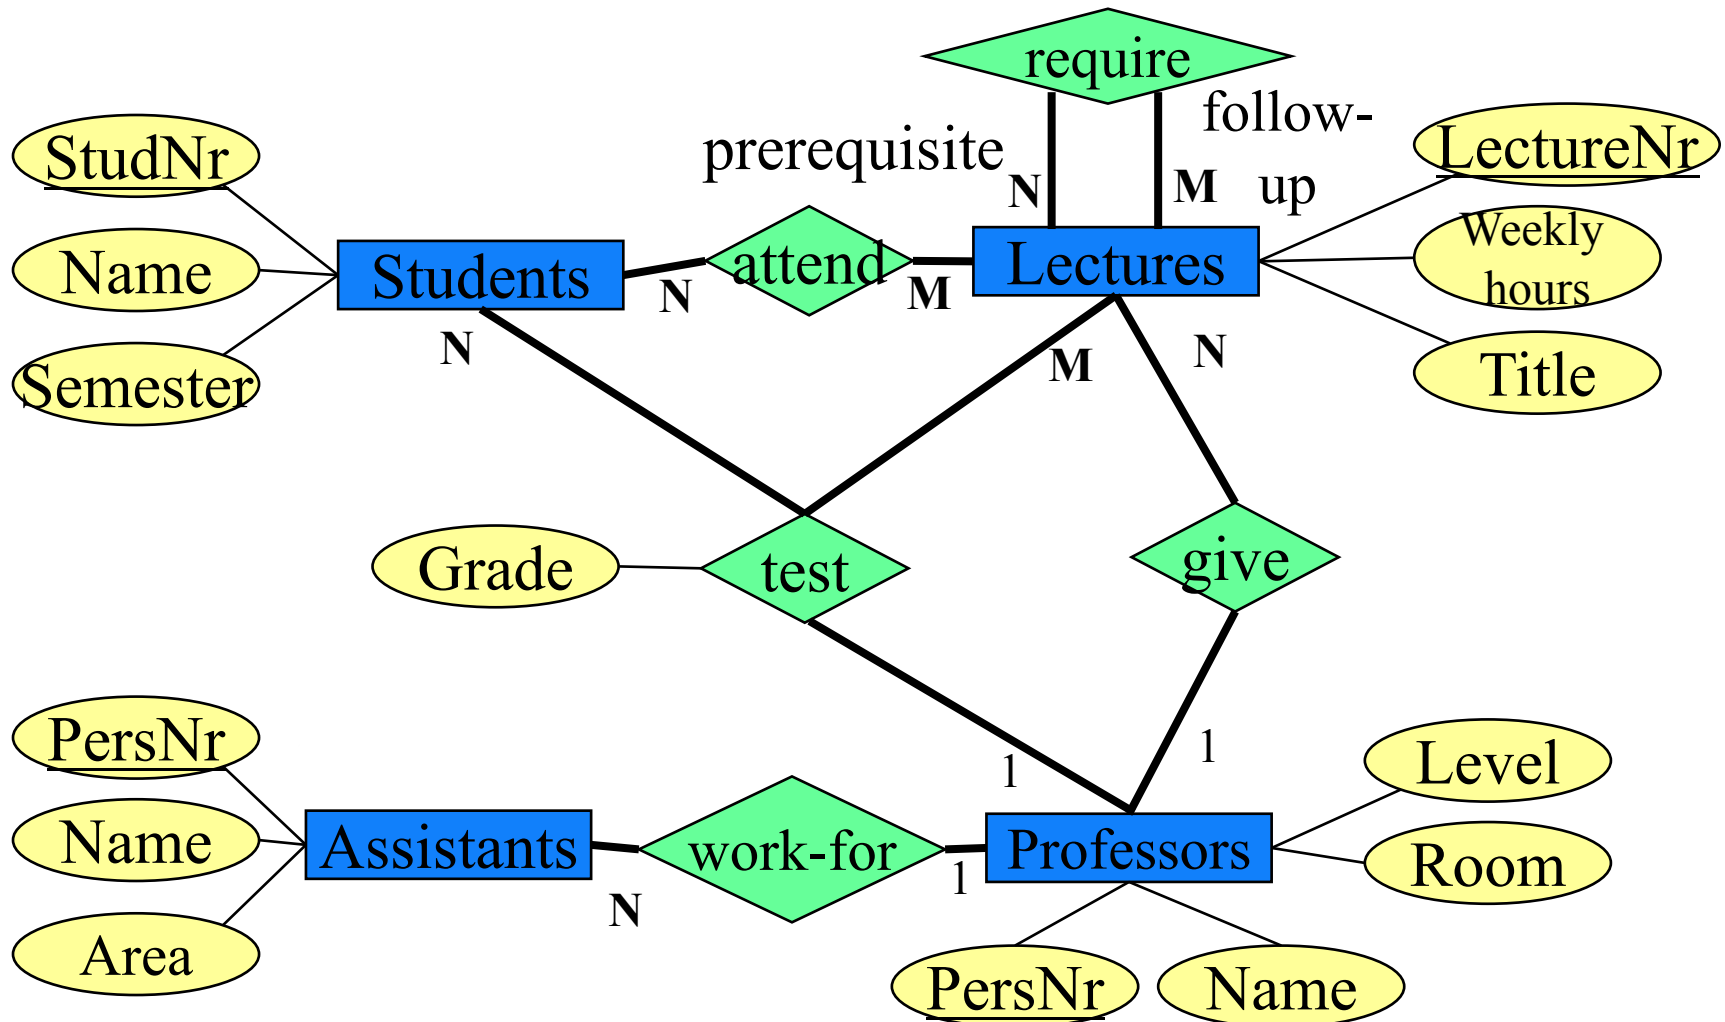 require
follow-
up
prerequisite
N
M
StudNr
Name
Semester
Students
N
attend
M
Lectures
LectureNr
Weekly
hours
Title
N
M
N
Grade
test
give
1
1
PersNr
Name
Area
Assistants
N
work-for
1
Professors
Level
Room
PersNr
Name